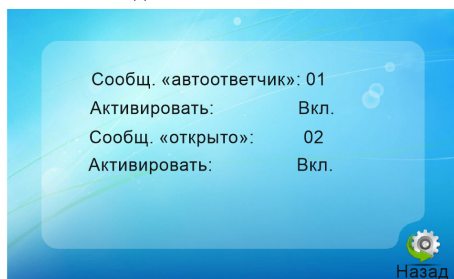 Сообщ. «автоответчик»: 01
Активировать: Вкл.
Сообщ. «открыто»: 02
Активировать: Вкл.
Назад